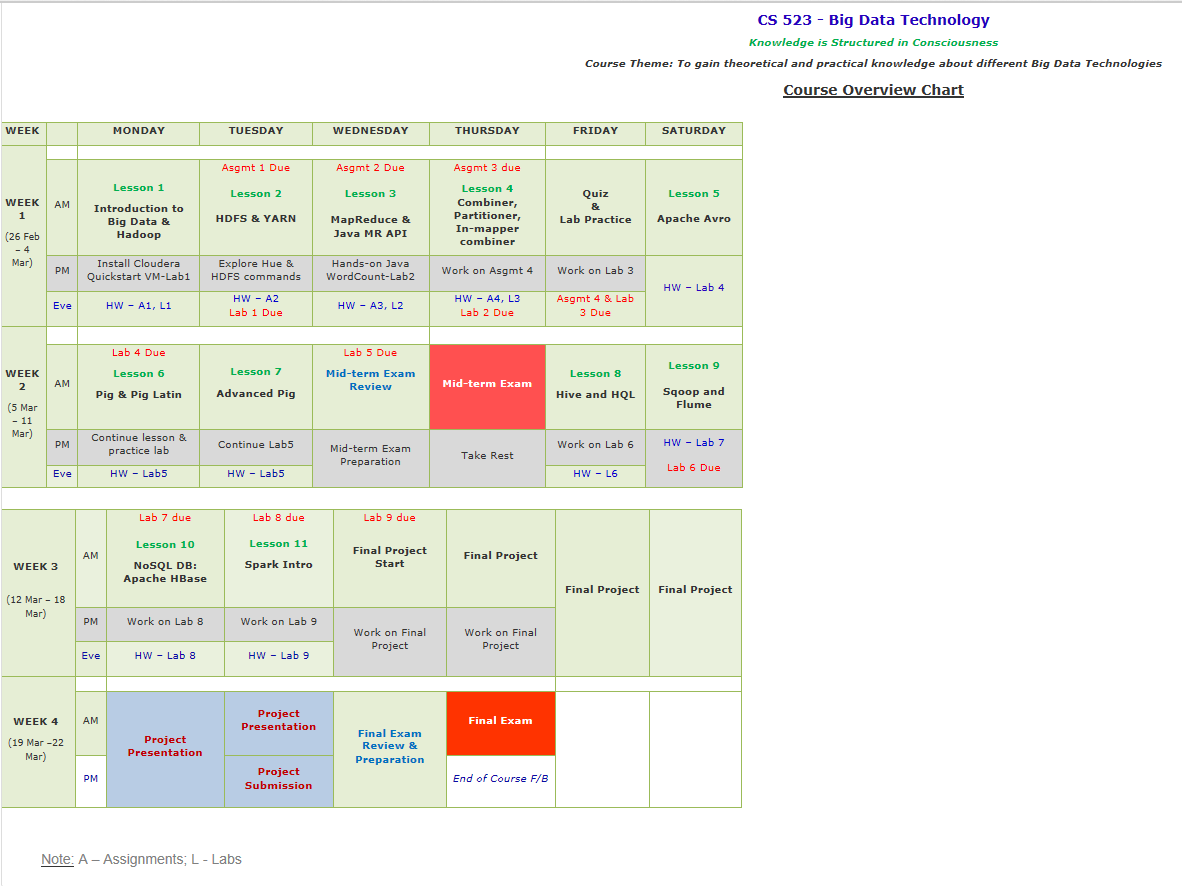 CS 523 - Big Data Technology
Knowledge is Structured in Consciousness
Course Theme: To gain theoretical and practical knowledge about different Big Data Technologies
Course Overview Chart
WEEK MONDAY TUESDAY WEDNESDAY THURSDAY FRIDAY SATURDAY
WEEK
1
(26 Feb
– 4
Mar)
AM
Lesson 1
Introduction to
Big Data &
Hadoop
Asgmt 1 Due
Lesson 2
HDFS & YARN
Asgmt 2 Due
Lesson 3
MapReduce &
Java MR API
Asgmt 3 due
Lesson 4
Combiner,
Partitioner,
In-mapper
combiner
Quiz
&
Lab Practice
Lesson 5
Apache Avro
PM
Install Cloudera
Quickstart VM-Lab1
Explore Hue &
HDFS commands
Hands-on Java
WordCount-Lab2
Work on Asgmt 4
Work on Lab 3
HW – Lab 4
Eve
HW – A1, L1
HW – A2
Lab 1 Due
HW – A3, L2
HW – A4, L3
Lab 2 Due
Asgmt 4 & Lab
3 Due
WEEK
2
(5 Mar
– 11
Mar)
AM
Lab 4 Due
Lesson 6
Pig & Pig Latin
Lesson 7
Advanced Pig
Lab 5 Due
Mid-term Exam
Review
Mid-term Exam
Lesson 8
Hive and HQL
Lesson 9
Sqoop and
Flume
PM
Continue lesson &
practice lab
Continue Lab5
Mid-term Exam
Preparation
Take Rest
Work on Lab 6
HW – Lab 7
Lab 6 Due
Eve
HW – Lab5
HW – Lab5
HW – L6
WEEK 3
(12 Mar – 18
Mar)
AM
Lab 7 due
Lesson 10
NoSQL DB:
Apache HBase
Lab 8 due
Lesson 11
Spark Intro
Lab 9 due
Final Project
Start
Final Project
Final Project
Final Project
PM
Work on Lab 8
Work on Lab 9
Work on Final
Project
Work on Final
Project
Eve
HW – Lab 8
HW – Lab 9
WEEK 4
(19 Mar –22
Mar)
AM
Project
Presentation
Project
Presentation
Final Exam
Review &
Preparation
Final Exam
PM
Project
Submission
End of Course F/B
Note: A – Assignments; L - Labs